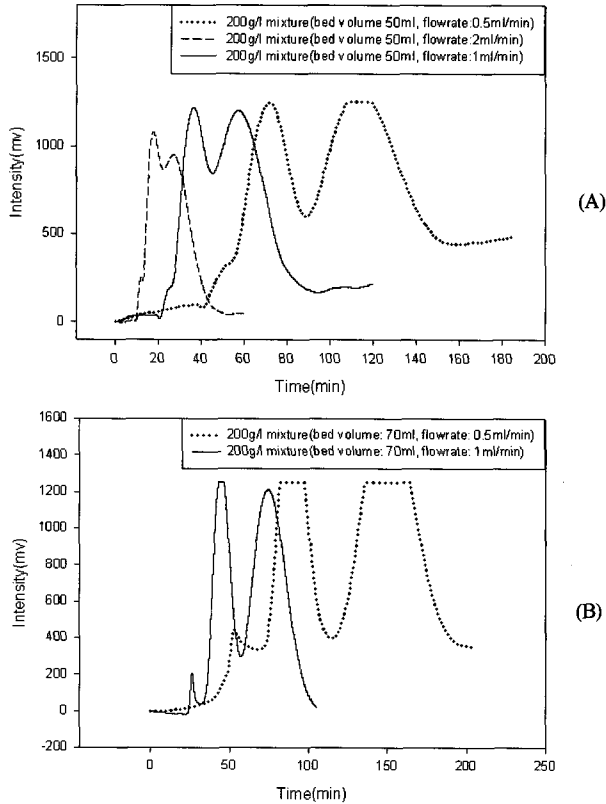 200g/l mixture(bed volume 50ml, flowrate:0.5ml/min)
200g/l mixture(bed volume 50ml, flowrate:2ml/min)
200g/l mixture(bed volume 50ml, flowrate:1ml/min)
1500
1000
500
0
Intensity(mv)
0 20 40 60 80 100 120 140 160 180 200
Time(min)
(A)
200g/l mixture(bed volume: 70ml, flowrate: 0.5ml/min)
200g/l mixture(bed volume: 70ml, flowrate: 1ml/min)
1600
1400
1200
1000
800
600
400
200
0
-200
Intensity(mv)
0 50 100 150 200 250
Time(min)
(B)